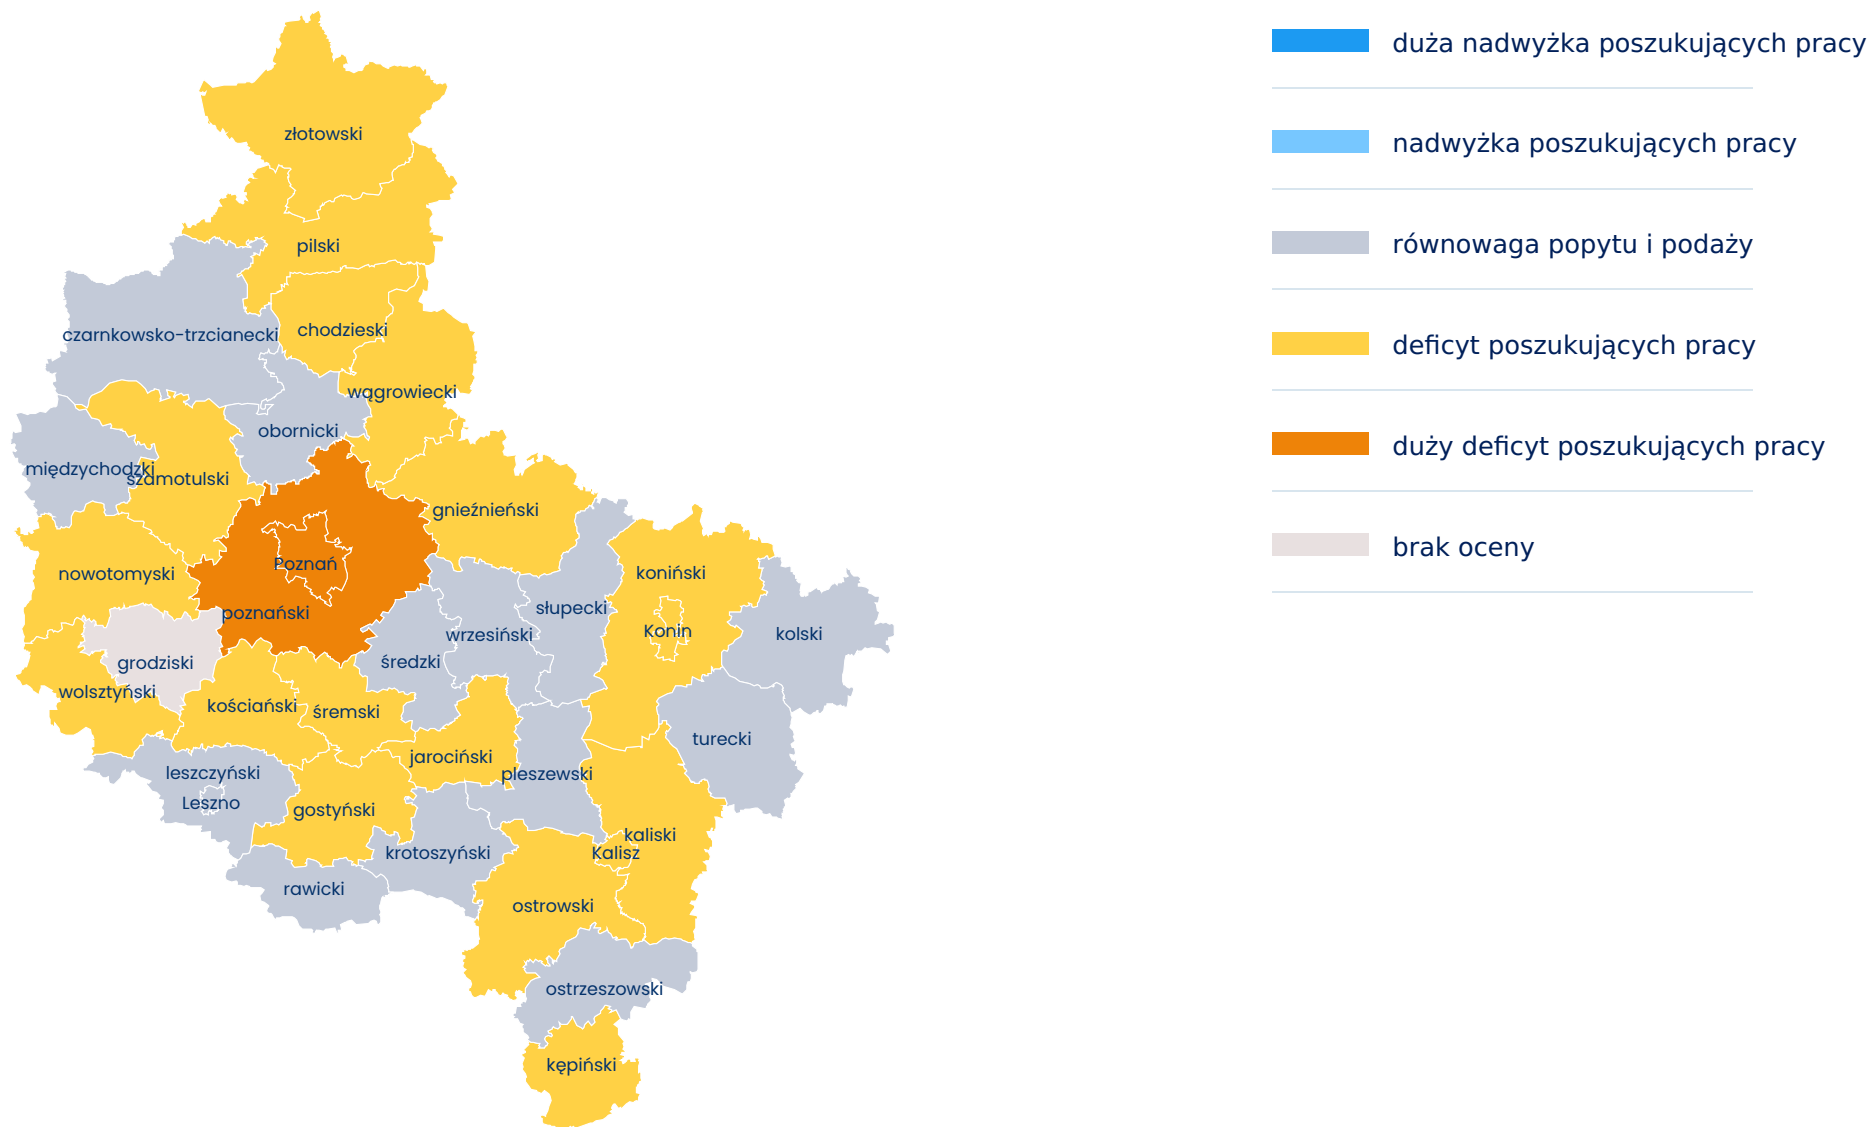 duża nadwyżka poszukujących pracy
nadwyżka poszukujących pracy
równowaga popytu i podaży
deficyt poszukujących pracy
duży deficyt poszukujących pracy
brak oceny
złotowski
pilski
chodzieski
czarnkowsko-trzcianecki
wągrowiecki
obornicki
międzychodzki
szamotulski
gnieźnieński
Poznań
nowotomyski
koniński
słupecki
poznański
Konin
kolski
wrzesiński
średzki
grodziski
wolsztyński
kościański
śremski
turecki
jarociński
leszczyński
pleszewski
Leszno
gostyński
kaliski
Kalisz
krotoszyński
rawicki
ostrowski
ostrzeszowski
kępiński